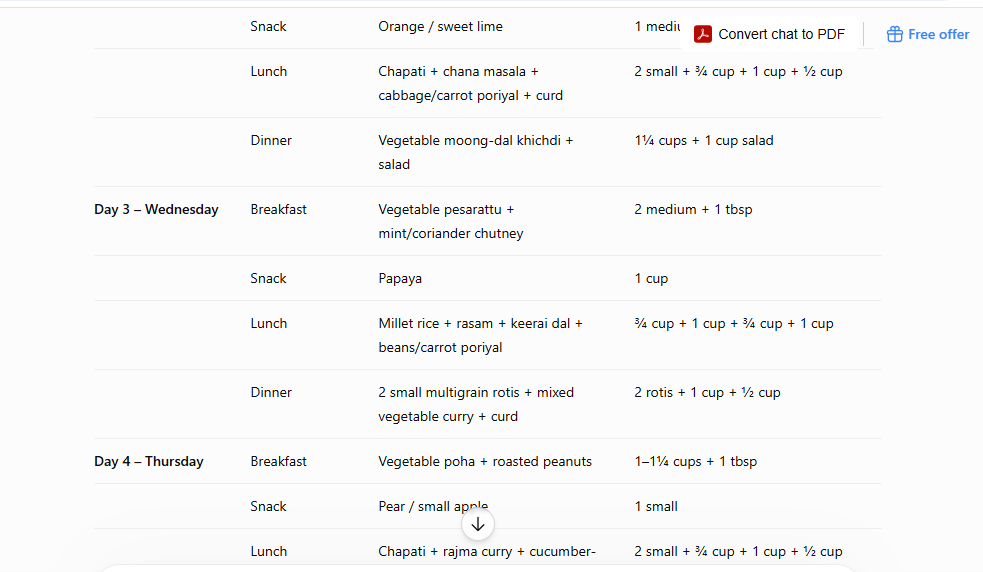 Snack Orange / sweet lime 1 medi
Convert chat to PDF
Free offer
Lunch Chapati + chana masala + 2 small + ¾ cup + 1 cup + ½ cup
cabbage/carrot poriyal + curd
Dinner Vegetable moong-dal khichdi + 1¼ cups + 1 cup salad
salad
Day 3 – Wednesday Breakfast Vegetable pesarattu + 2 medium + 1 tbsp
mint/coriander chutney
Snack Papaya 1 cup
Lunch Millet rice + rasam + keerai dal + ¾ cup + 1 cup + ¾ cup + 1 cup
beans/carrot poriyal
Dinner 2 small multigrain rotis + mixed 2 rotis + 1 cup + ½ cup
vegetable curry + curd
Day 4 – Thursday Breakfast Vegetable poha + roasted peanuts 1–1¼ cups + 1 tbsp
Snack Pear / small apple 1 small
Lunch Chapati + rajma curry + cucumber- 2 small + ¾ cup + 1 cup + ½ cup